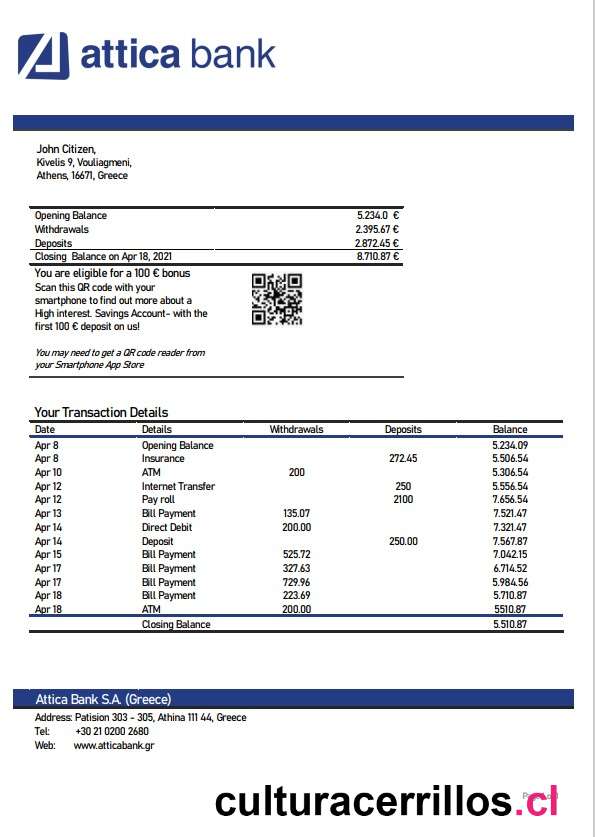 attica bank
John Citizen,
Kivelis 9, Vouliagmeni,
Athens, 16671, Greece
Opening Balance 5.234.0 €
Withdrawals 2.395.67 €
Deposits 2.872.45 €
Closing Balance on Apr 18, 2021 8.710.87 €
You are eligible for a 100 € bonus
Scan this QR code with your
smartphone to find out more about a
High interest. Savings Account- with the
first 100 € deposit on us!
You may need to get a QR code reader from
your Smartphone App Store
Your Transaction Details
Date Details Withdrawals Deposits Balance
Apr 8 Opening Balance 5.234.09
Apr 8 Insurance 272.45 5.506.54
Apr 10 ATM 200 5.306.54
Apr 12 Internet Transfer 250 5.556.54
Apr 12 Pay roll 2100 7.656.54
Apr 13 Bill Payment 135.07 7.521.47
Apr 14 Direct Debit 200.00 7.321.47
Apr 14 Deposit 250.00 7.567.87
Apr 15 Bill Payment 525.72 7.042.15
Apr 17 Bill Payment 327.63 6.714.52
Apr 17 Bill Payment 729.96 5.984.56
Apr 18 Bill Payment 223.69 5.710.87
Apr 18 ATM 200.00 5510.87
Closing Balance 5.510.87
Attica Bank S.A. (Greece)
Address: Patision 303 - 305, Athina 111 44, Greece
Tel: +30 21 0200 2680
Web: www.atticabank.gr
culturacerrillos.cl